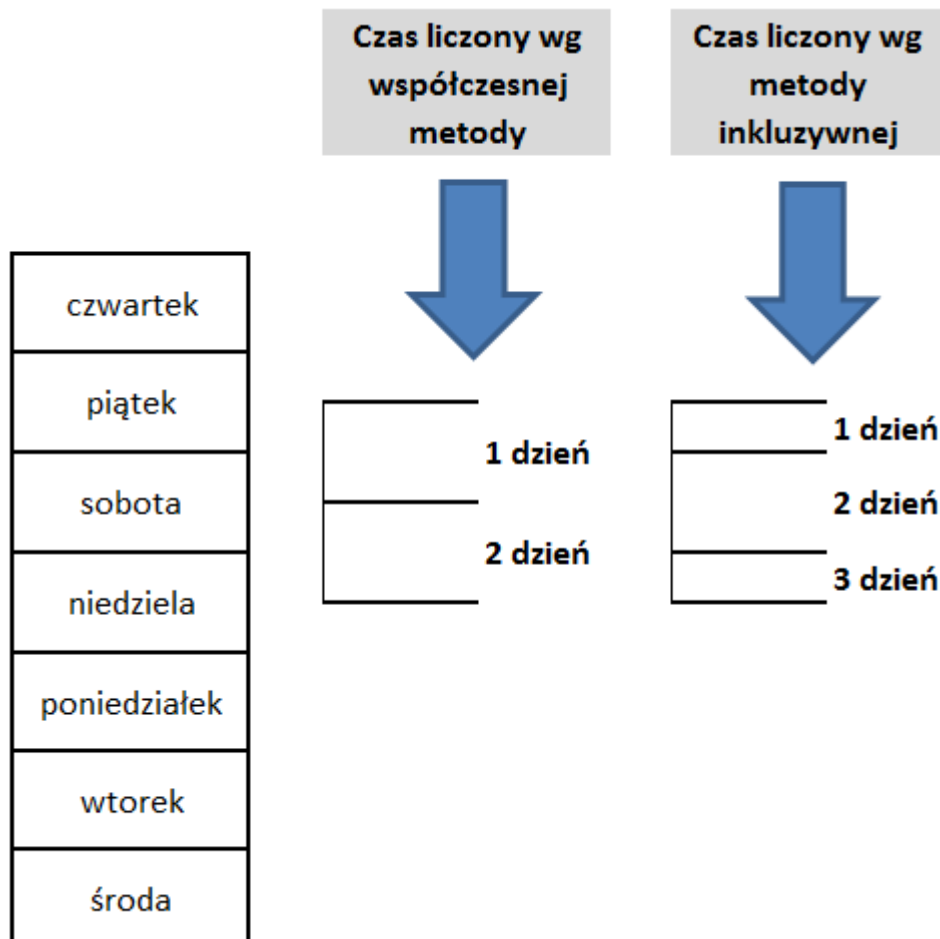 Czas liczony wg
współczesnej
metody
Czas liczony wg
metody
inkluzywnej
czwartek
piątek
sobota
niedziela
poniedziałek
wtorek
środa
1 dzień
2 dzień
1 dzień
2 dzień
3 dzień